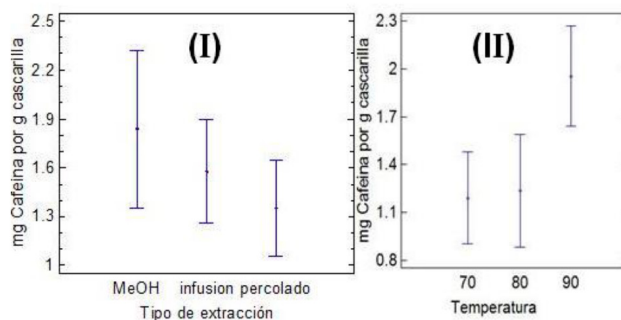 (I)
mg Cafeina por g cascarilla
2.5
2.2
1.9
1.6
1.3
1
MeOH infusion percolado
Tipo de extracción
(II)
mg Cafeina por g cascarilla
2.3
2
1.7
1.4
1.1
0.8
70 80 90
Temperatura